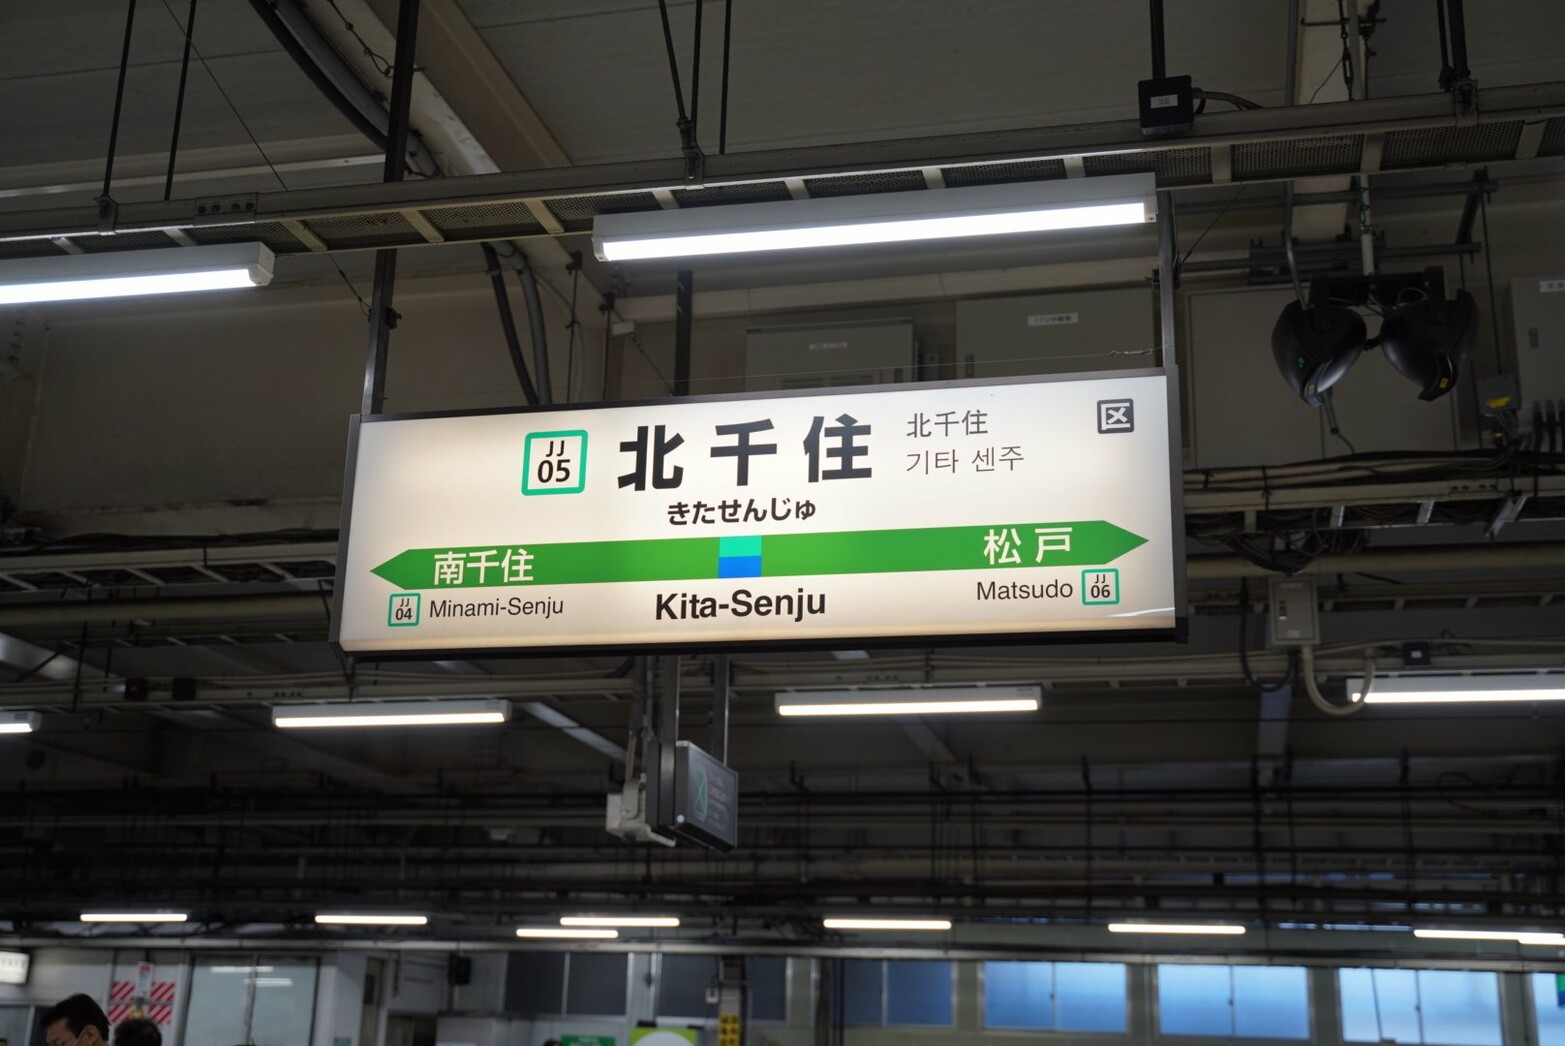 JJ
05
北千住
北千住
기타 센주
区
きたせんじゅ
南千住
松戸
JJ
04
Minami-Senju
Kita-Senju
Matsudo
JJ
06